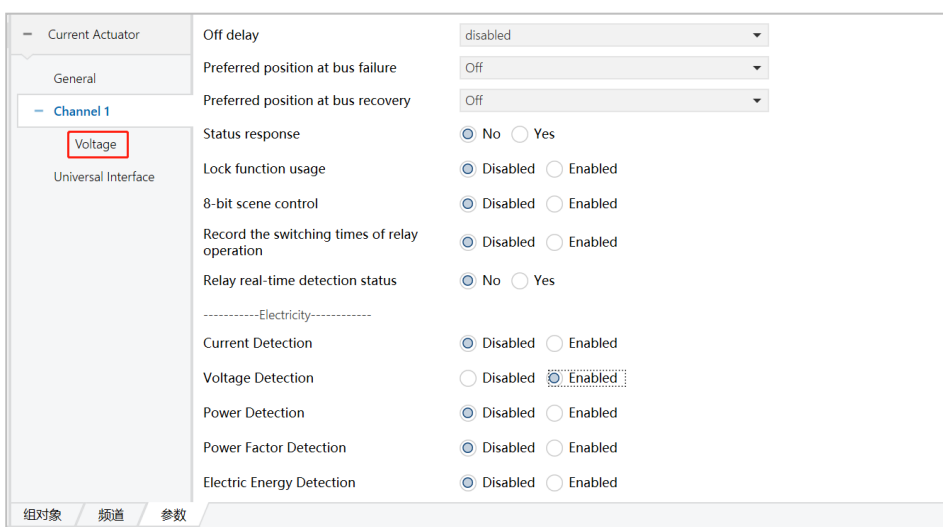 Current Actuator
General
Channel 1
Voltage
Universal Interface
Off delay disabled
Preferred position at bus failure Off
Preferred position at bus recovery Off
Status response No Yes
Lock function usage Disabled Enabled
8-bit scene control Disabled Enabled
Record the switching times of relay
operation Disabled Enabled
Relay real-time detection status No Yes
-----------Electricity------------
Current Detection Disabled Enabled
Voltage Detection Disabled Enabled
Power Detection Disabled Enabled
Power Factor Detection Disabled Enabled
Electric Energy Detection Disabled Enabled
组对象 频道 参数